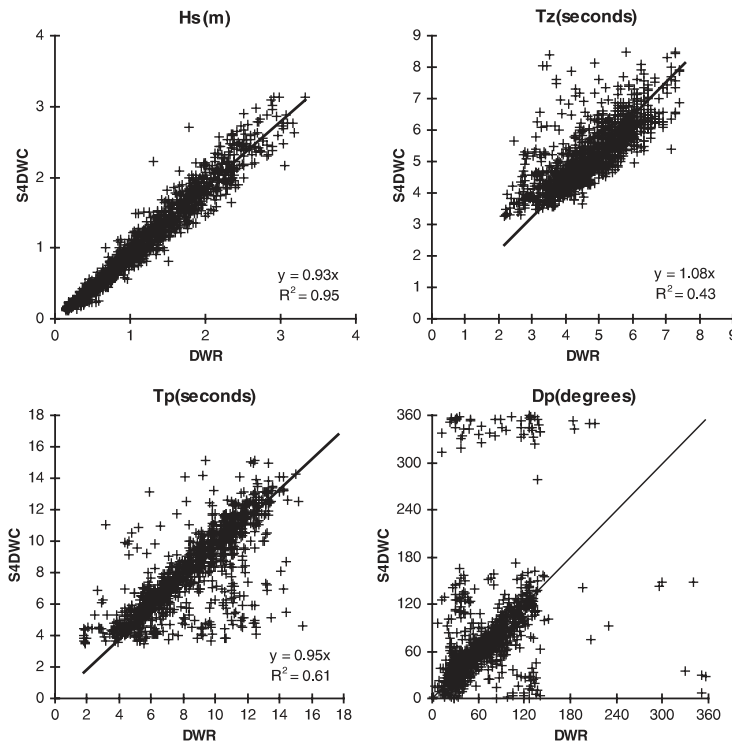 Hs(m)
4
3
2
1
0
S4DWC
y = 0.93x
R² = 0.95
0 1 2 3 4
DWR
Tz(seconds)
9
8
7
6
5
4
3
2
1
0
S4DWC
y = 1.08x
R² = 0.43
0 1 2 3 4 5 6 7 8 9
DWR
Tp(seconds)
18
16
14
12
10
8
6
4
2
0
S4DWC
y = 0.95x
R² = 0.61
0 2 4 6 8 10 12 14 16 18
DWR
Dp(degrees)
360
300
240
180
120
60
0
S4DWC
0 60 120 180 240 300 360
DWR